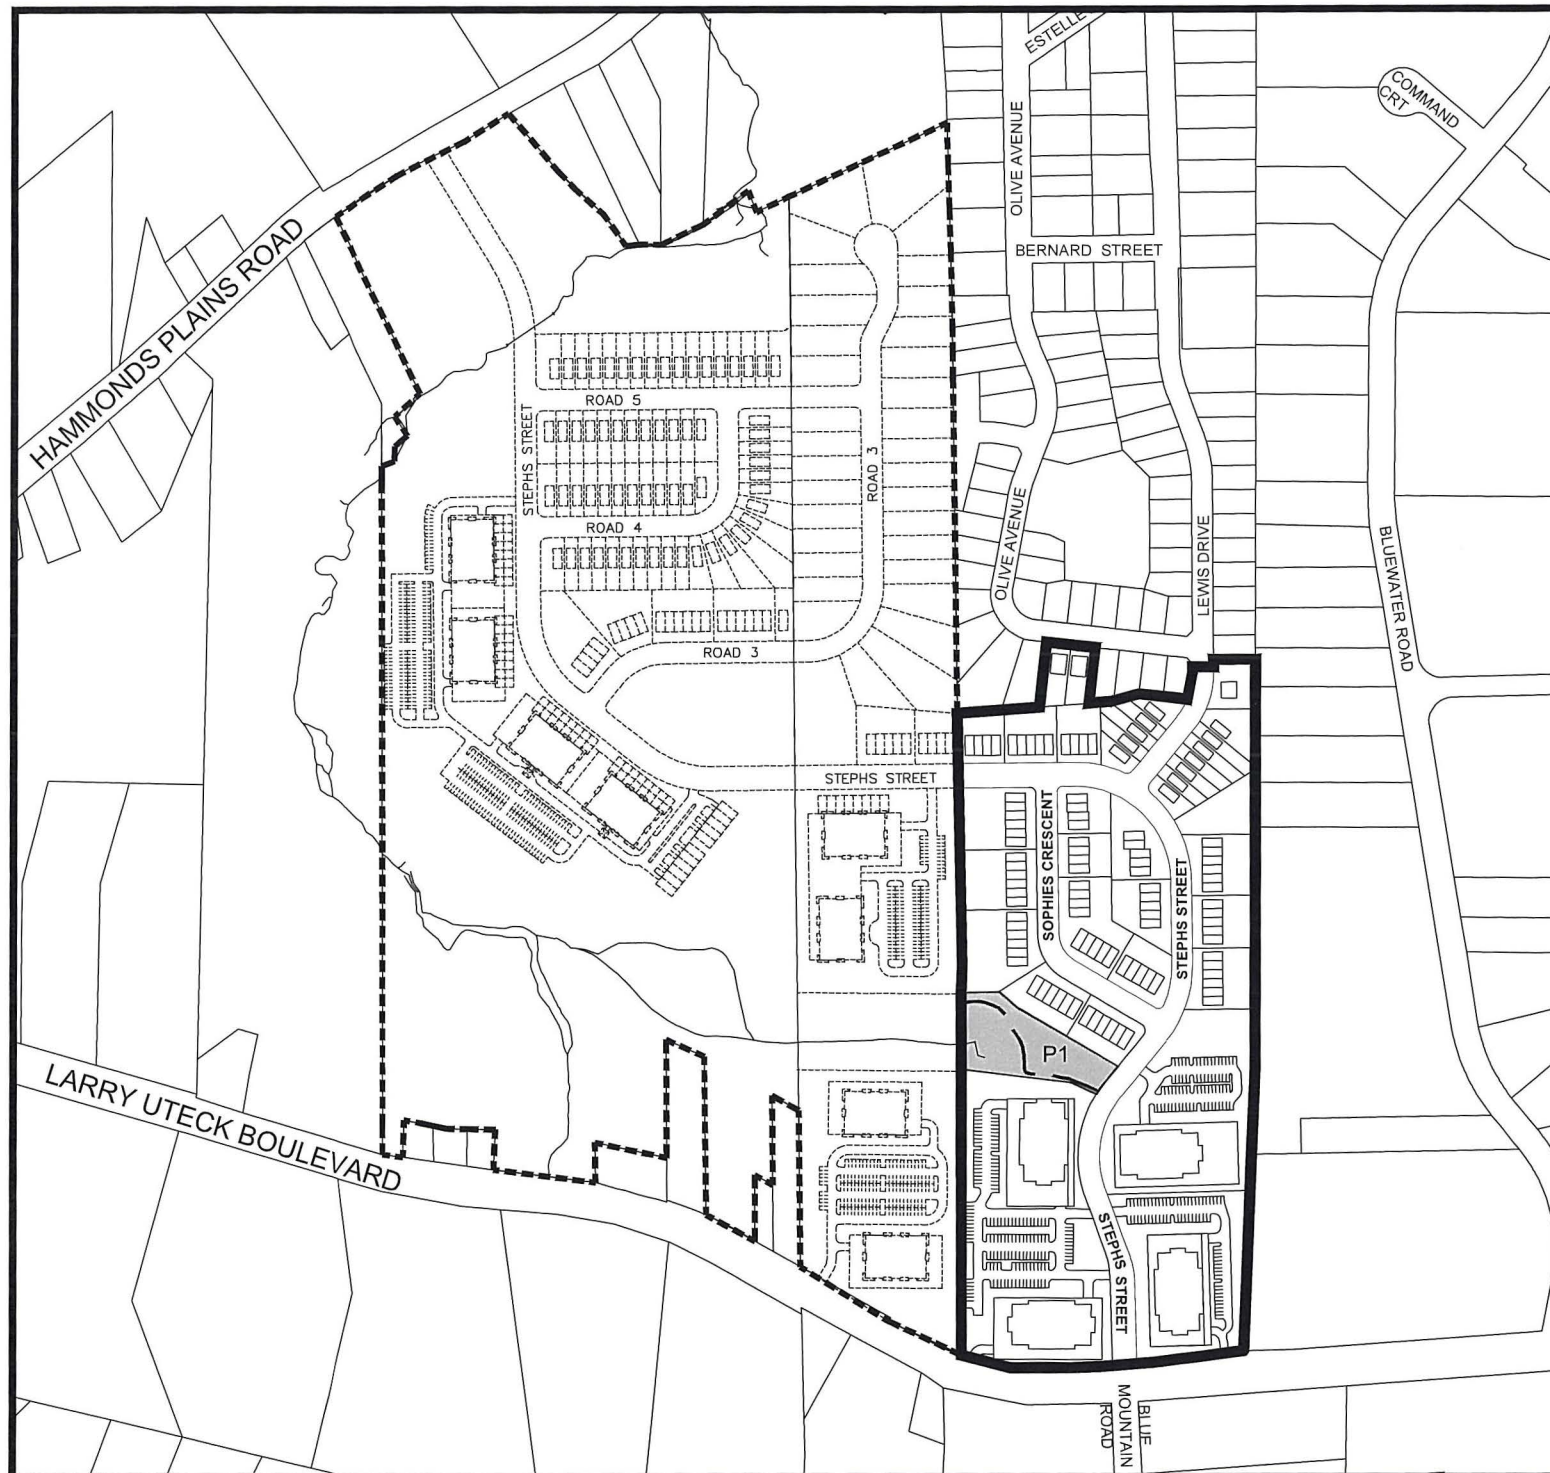 ESTELLE
COMMAND
CRT
OLIVE AVENUE
BERNARD STREET
HAMMONDS PLAINS ROAD
ROAD 5
STEPHS STREET
ROAD 3
ROAD 4
OLIVE AVENUE
LEWIS DRIVE
BLUEWATER ROAD
ROAD 3
STEPHS STREET
SOPHIES CRESCENT
STEPHS STREET
P1
LARRY UTECK BOULEVARD
STEPHS STREET
BLUE
MOUNTAIN
ROAD